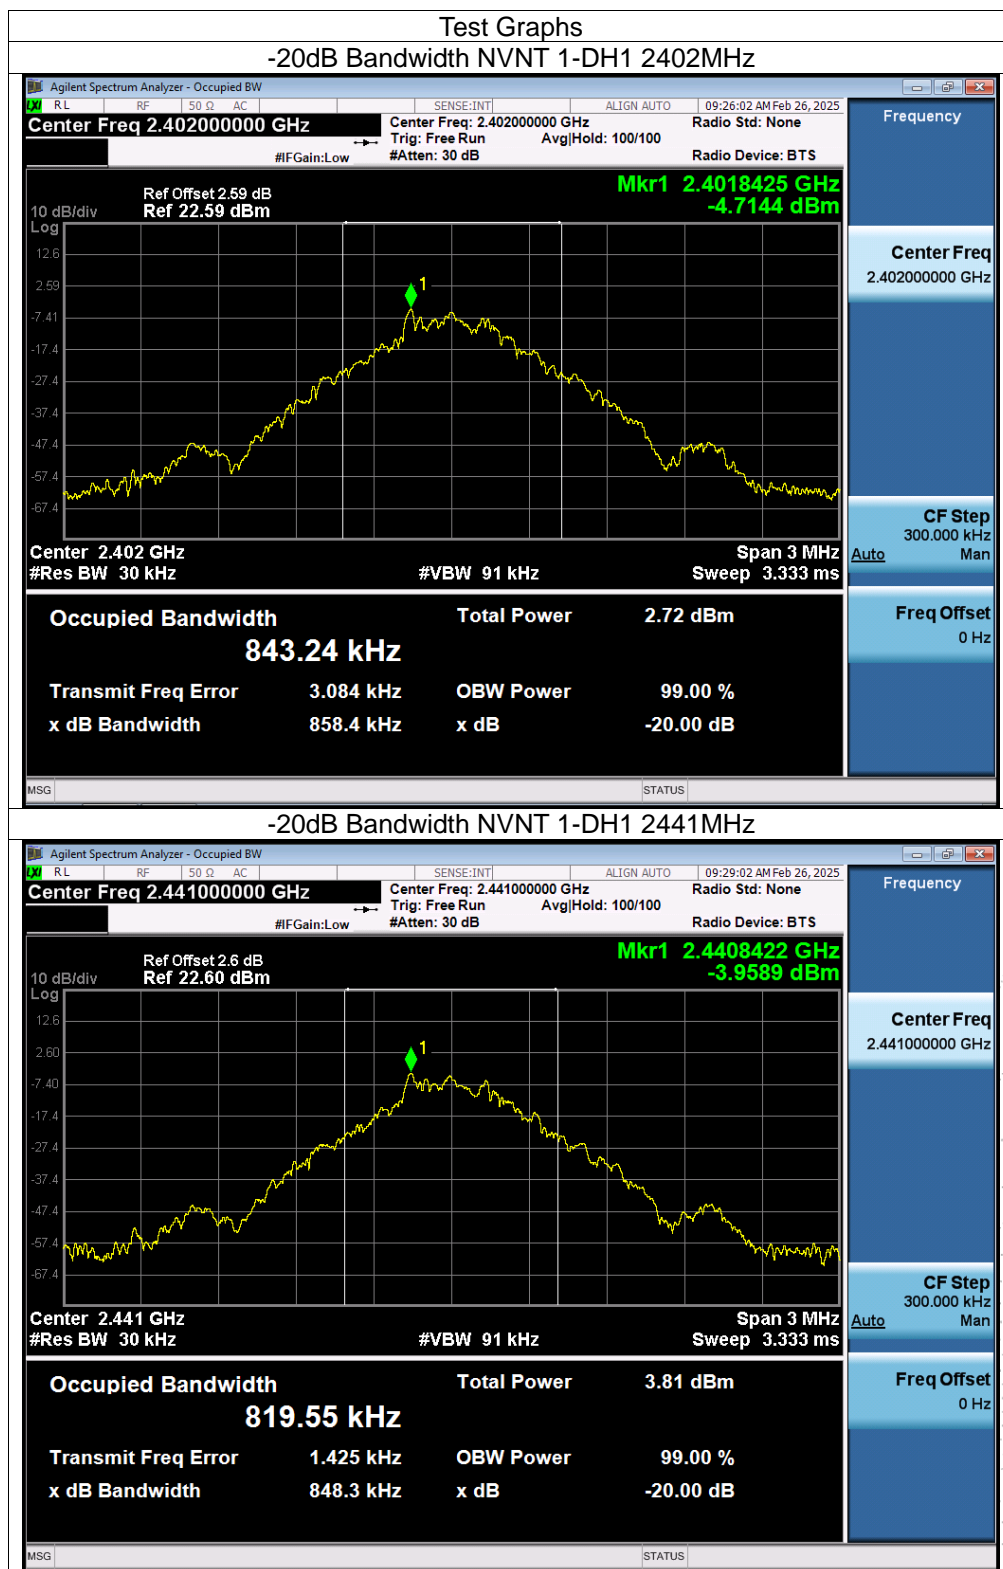 Test Graphs
-20dB Bandwidth NVNT 1-DH1 2402MHz
Agilent Spectrum Analyzer - Occupied BW
LXI RL RF 50 Ω AC SENSE:INT ALIGN AUTO 09:26:02 AM Feb 26, 2025
Center Freq 2.402000000 GHz
Center Freq: 2.402000000 GHz
Radio Std: None
Trig: Free Run Avg|Hold: 100/100
#IFGain:Low #Atten: 30 dB Radio Device: BTS
Frequency
Mkr1 2.4018425 GHz
-4.7144 dBm
Ref Offset 2.59 dB
10 dB/div Ref 22.59 dBm
Log
12.6
2.59
-7.41
-17.4
-27.4
-37.4
-47.4
-57.4
-67.4
1
Center Freq
2.402000000 GHz
CF Step
300.000 kHz
Auto Man
Freq Offset
0 Hz
Center 2.402 GHz Span 3 MHz
#Res BW 30 kHz #VBW 91 kHz Sweep 3.333 ms
Occupied Bandwidth Total Power 2.72 dBm
843.24 kHz
Transmit Freq Error 3.084 kHz OBW Power 99.00 %
x dB Bandwidth 858.4 kHz x dB -20.00 dB
MSG STATUS
-20dB Bandwidth NVNT 1-DH1 2441MHz
Agilent Spectrum Analyzer - Occupied BW
LXI RL RF 50 Ω AC SENSE:INT ALIGN AUTO 09:29:02 AM Feb 26, 2025
Center Freq 2.441000000 GHz
Center Freq: 2.441000000 GHz
Radio Std: None
Trig: Free Run Avg|Hold: 100/100
#IFGain:Low #Atten: 30 dB Radio Device: BTS
Frequency
Mkr1 2.4408422 GHz
-3.9589 dBm
Ref Offset 2.6 dB
10 dB/div Ref 22.60 dBm
Log
12.6
2.60
-7.40
-17.4
-27.4
-37.4
-47.4
-57.4
-67.4
1
Center Freq
2.441000000 GHz
CF Step
300.000 kHz
Auto Man
Freq Offset
0 Hz
Center 2.441 GHz Span 3 MHz
#Res BW 30 kHz #VBW 91 kHz Sweep 3.333 ms
Occupied Bandwidth Total Power 3.81 dBm
819.55 kHz
Transmit Freq Error 1.425 kHz OBW Power 99.00 %
x dB Bandwidth 848.3 kHz x dB -20.00 dB
MSG STATUS